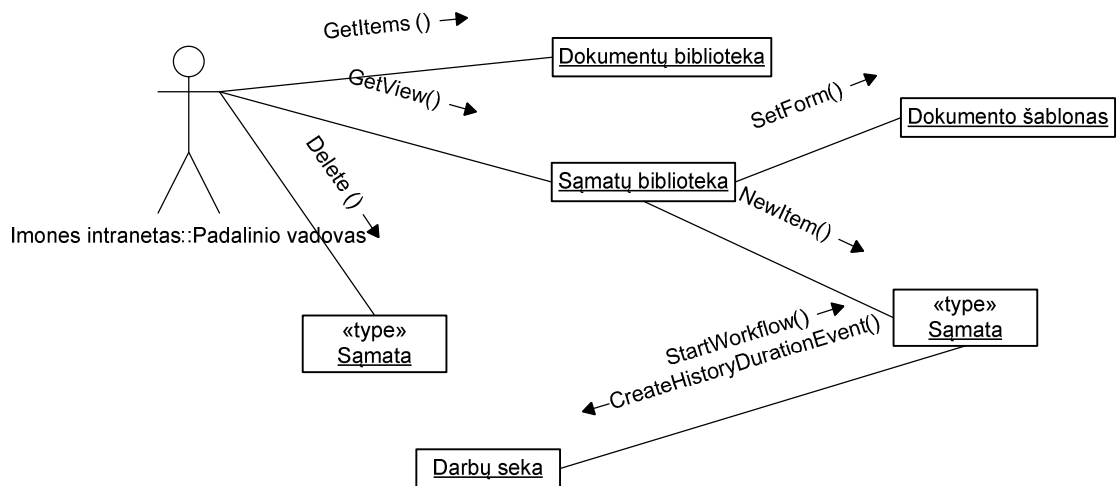 GetItems ()
Dokumentų biblioteka
GetView()
SetForm()
Dokumento šablonas
Delete ()
Sąmatų biblioteka
NewItem()
Imones intranetas::Padalinio vadovas
«type»
Sąmata
«type»
Sąmata
StartWorkflow()
CreateHistoryDurationEvent()
Darbų seka